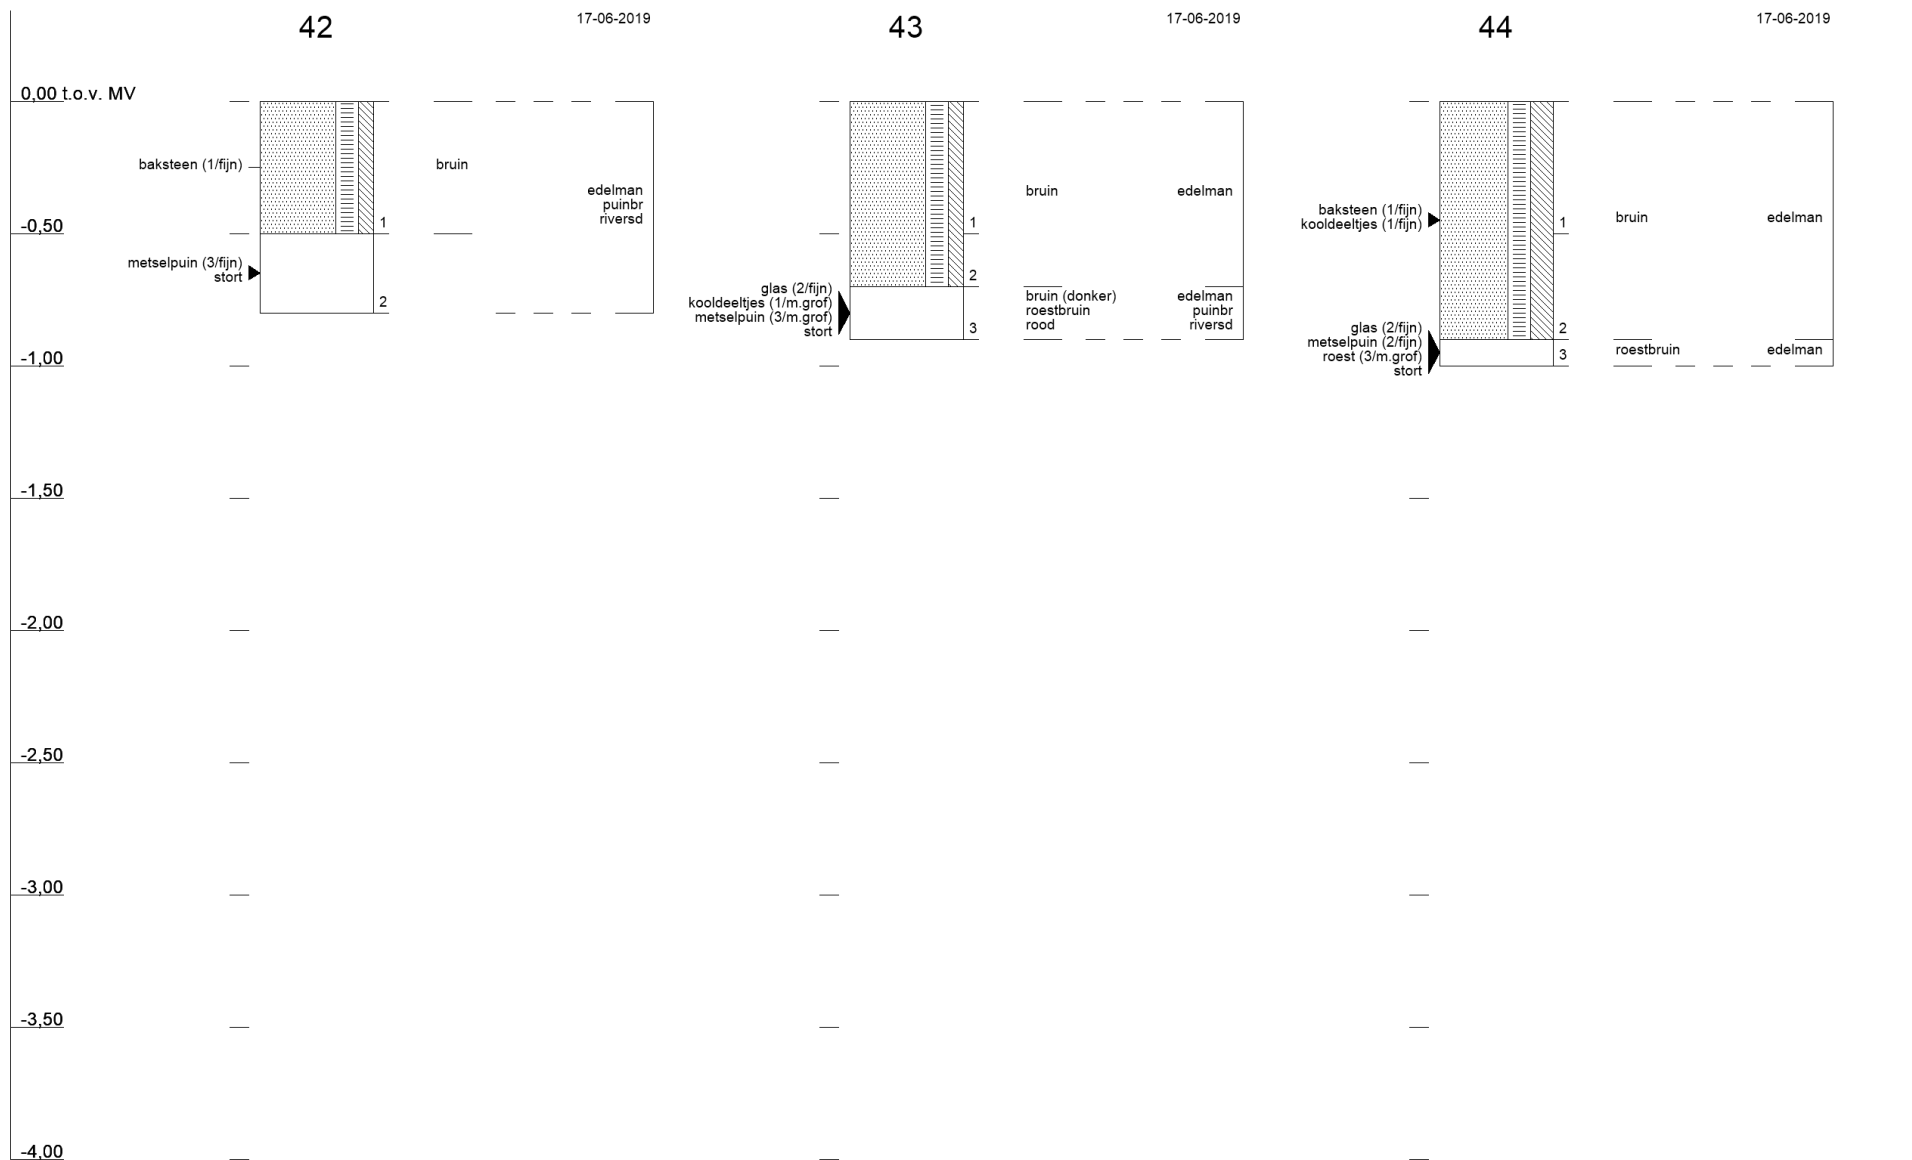 42
17-06-2019
43
17-06-2019
44
17-06-2019
0,00 t.o.v. MV
-0,50
-1,00
-1,50
-2,00
-2,50
-3,00
-3,50
-4,00
baksteen (1/fijn)
metselpuin (3/fijn)
stort
1
2
bruin
edelman
puinbr
riversd
glas (2/fijn)
kooldeeltjes (1/m.grof)
metselpuin (3/m.grof)
stort
1
2
3
bruin
edelman
bruin (donker)
roestbruin
rood
edelman
puinbr
riversd
baksteen (1/fijn)
kooldeeltjes (1/fijn)
glas (2/fijn)
metselpuin (2/fijn)
roest (3/m.grof)
stort
1
2
3
bruin
edelman
roestbruin
edelman